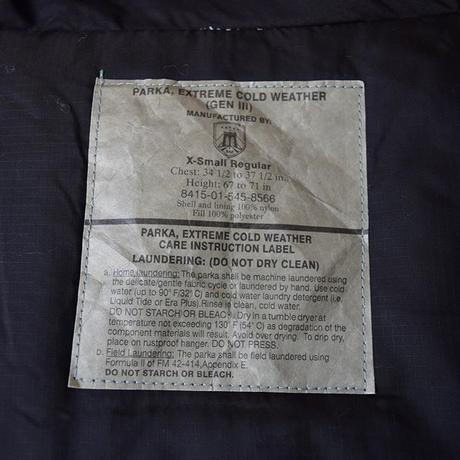 PARKA, EXTREME COLD WEATHER
(GEN III)
MANUFACTURED BY:
X-Small Regular
Chest: 34 1/2 to 37 1/2 in.
Height: 67 to 71 in
8415-01-545-8566
Shell and lining 100% nylon
Fill 100% polyester
PARKA, EXTREME COLD WEATHER
CARE INSTRUCTION LABEL
LAUNDERING: (DO NOT DRY CLEAN)
a. Home Laundering: The parka shall be machine laundered using
the delicate/gentle fabric cycle or laundered by hand. Use cold
water (up to 90° F/32° C) and cold water laundry detergent (i.e.
Liquid Tide or Era Plus).Rinse in clean, cold water.
DO NOT STARCH OR BLEACH. Dry in a tumble dryer at
temperature not exceeding 130° F (54° C) as degradation of the
component materials will result. Avoid over drying. To drip dry,
place on rustproof hanger. DO NOT PRESS.
b. Field Laundering: The parka shall be field laundered using
Formula II of FM 42-414,Appendix E.
DO NOT STARCH OR BLEACH.